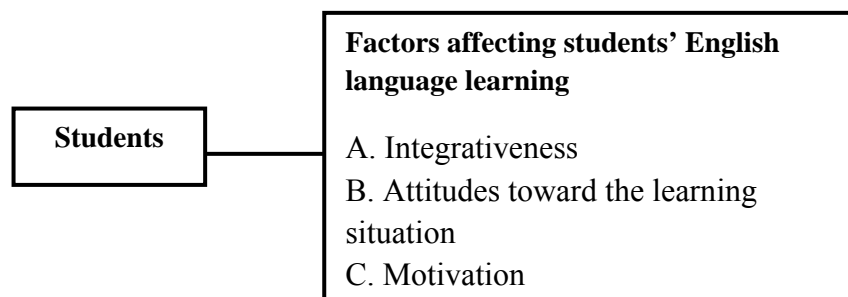 Students
Factors affecting students’ English
language learning
A. Integrativeness
B. Attitudes toward the learning
situation
C. Motivation